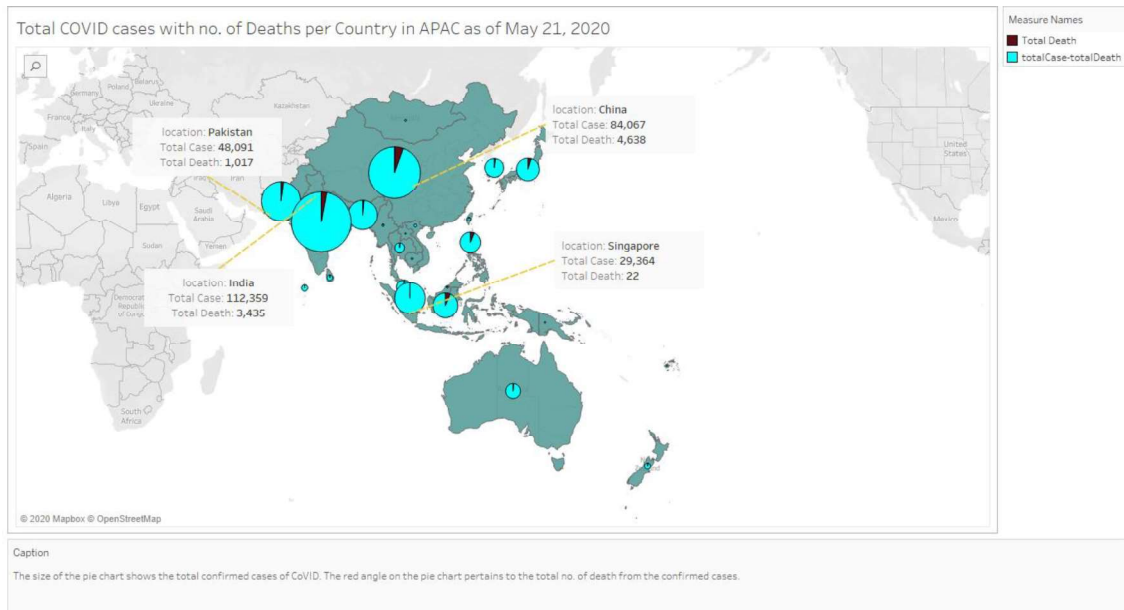 Total COVID cases with no. of Deaths per Country in APAC as of May 21, 2020
Measure Names
Total Death
totalCase-totalDeath
location: Pakistan
Total Case: 48,091
Total Death: 1,017
location: China
Total Case: 84,067
Total Death: 4,638
location: India
Total Case: 112,359
Total Death: 3,435
location: Singapore
Total Case: 29,364
Total Death: 22
Belarus
Poland
Germany
Ukraine
France
Italy
Spain
Kazakhstan
Iraq
Iran
Algeria
Libya
Egypt
Saudi
Arabia
Sudan
Yemen
Democratic
Republic
of Congo
South
Africa
United
States
Mexico
© 2020 Mapbox © OpenStreetMap
Caption
The size of the pie chart shows the total confirmed cases of CoVID. The red angle on the pie chart pertains to the total no. of death from the confirmed cases.